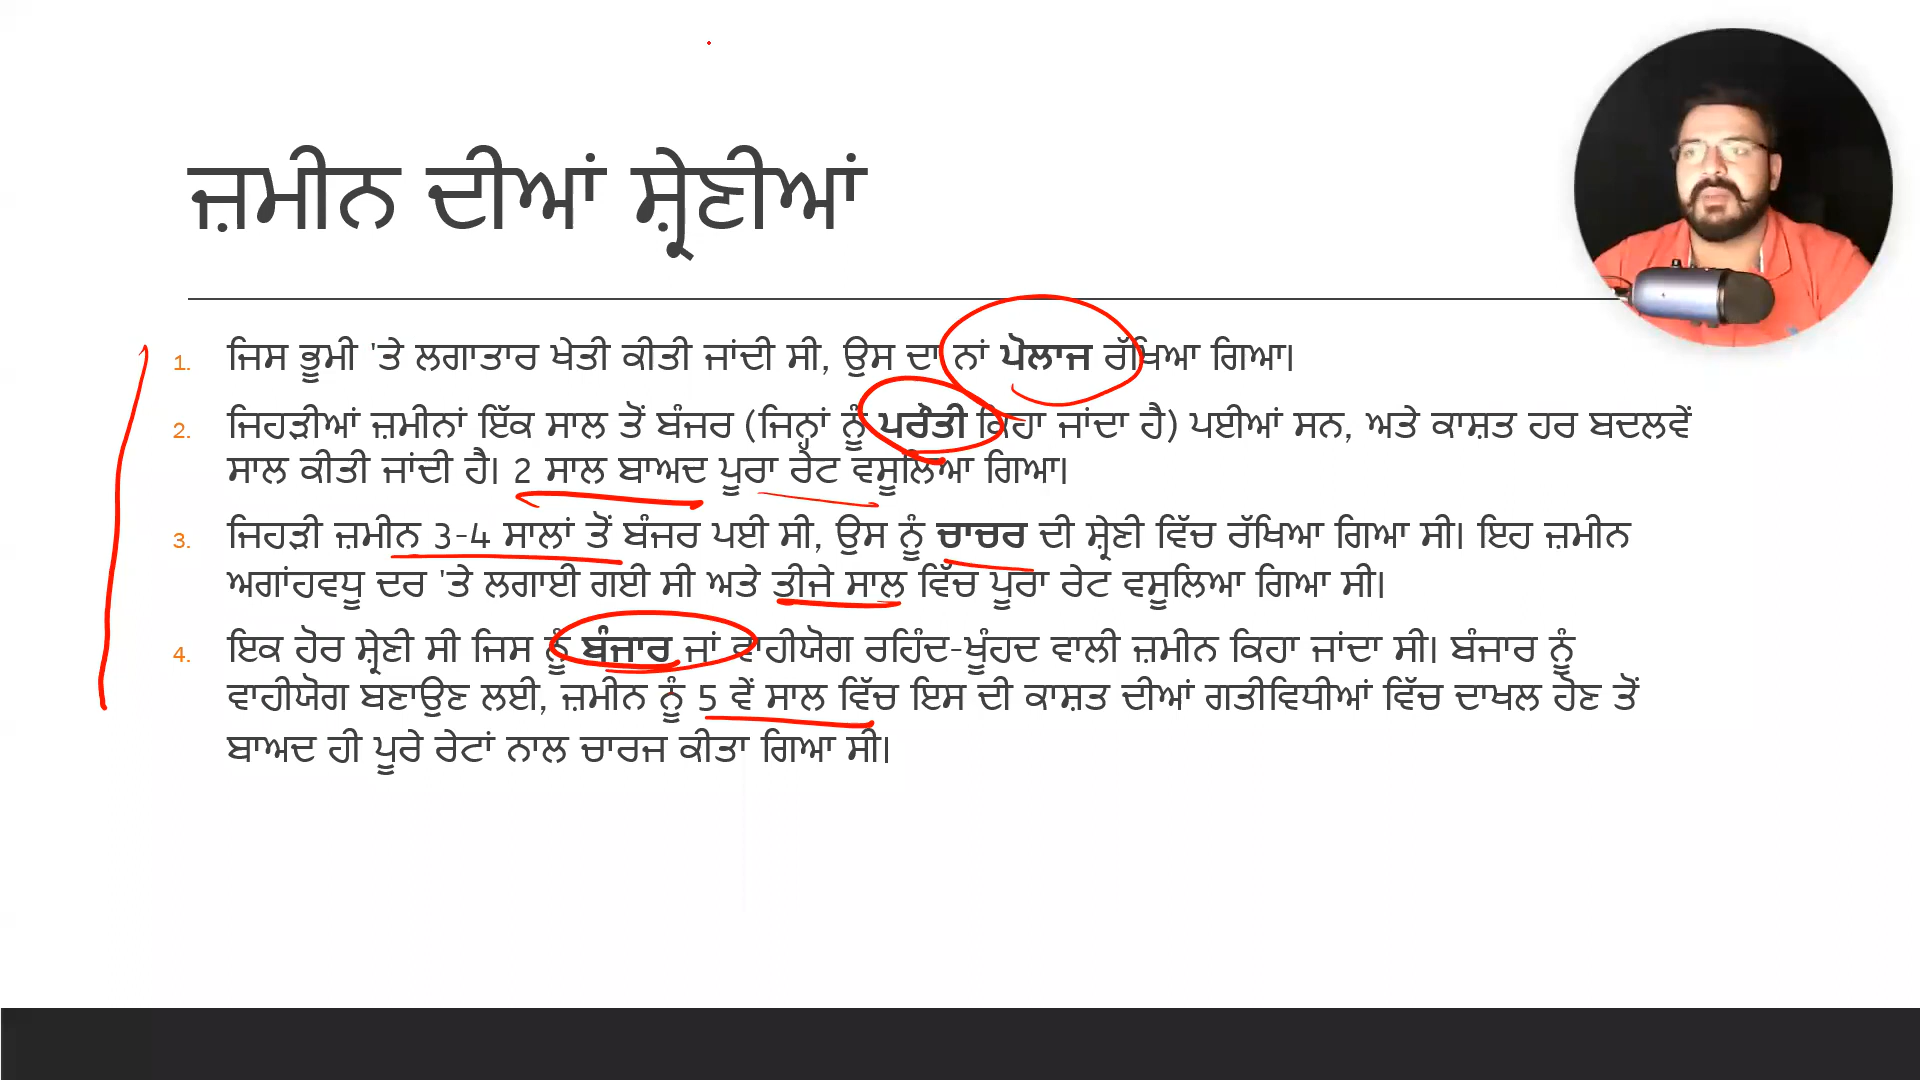 ਜ਼ਮੀਨ ਦੀਆਂ ਸ਼੍ਰੇਣੀਆਂ
1. ਜਿਸ ਭੂਮੀ 'ਤੇ ਲਗਾਤਾਰ ਖੇਤੀ ਕੀਤੀ ਜਾਂਦੀ ਸੀ, ਉਸ ਦਾ ਨਾਂ ਪੋਲਾਜ ਰੱਖਿਆ ਗਿਆ।
2. ਜਿਹੜੀਆਂ ਜ਼ਮੀਨਾਂ ਇੱਕ ਸਾਲ ਤੋਂ ਬੰਜਰ (ਜਿਨ੍ਹਾਂ ਨੂੰ ਪਰੌਤੀ ਕਿਹਾ ਜਾਂਦਾ ਹੈ) ਪਈਆਂ ਸਨ, ਅਤੇ ਕਾਸ਼ਤ ਹਰ ਬਦਲਵੇਂ
ਸਾਲ ਕੀਤੀ ਜਾਂਦੀ ਹੈ। 2 ਸਾਲ ਬਾਅਦ ਪੂਰਾ ਰੇਟ ਵਸੂਲਿਆ ਗਿਆ।
3. ਜਿਹੜੀ ਜ਼ਮੀਨ 3-4 ਸਾਲਾਂ ਤੋਂ ਬੰਜਰ ਪਈ ਸੀ, ਉਸ ਨੂੰ ਚਾਚਰ ਦੀ ਸ਼੍ਰੇਣੀ ਵਿੱਚ ਰੱਖਿਆ ਗਿਆ ਸੀ। ਇਹ ਜ਼ਮੀਨ
ਅਗਾਂਹਵਧੂ ਦਰ 'ਤੇ ਲਗਾਈ ਗਈ ਸੀ ਅਤੇ ਤੀਜੇ ਸਾਲ ਵਿੱਚ ਪੂਰਾ ਰੇਟ ਵਸੂਲਿਆ ਗਿਆ ਸੀ।
4. ਇਕ ਹੋਰ ਸ਼੍ਰੇਣੀ ਸੀ ਜਿਸ ਨੂੰ ਬੰਜਾਰ ਜਾਂ ਵਾਹੀਯੋਗ ਰਹਿੰਦ-ਖੂੰਹਦ ਵਾਲੀ ਜ਼ਮੀਨ ਕਿਹਾ ਜਾਂਦਾ ਸੀ। ਬੰਜਾਰ ਨੂੰ
ਵਾਹੀਯੋਗ ਬਣਾਉਣ ਲਈ, ਜ਼ਮੀਨ ਨੂੰ 5 ਵੇਂ ਸਾਲ ਵਿੱਚ ਇਸ ਦੀ ਕਾਸ਼ਤ ਦੀਆਂ ਗਤੀਵਿਧੀਆਂ ਵਿੱਚ ਦਾਖਲ ਹੋਣ ਤੋਂ
ਬਾਅਦ ਹੀ ਪੂਰੇ ਰੇਟਾਂ ਨਾਲ ਚਾਰਜ ਕੀਤਾ ਗਿਆ ਸੀ।